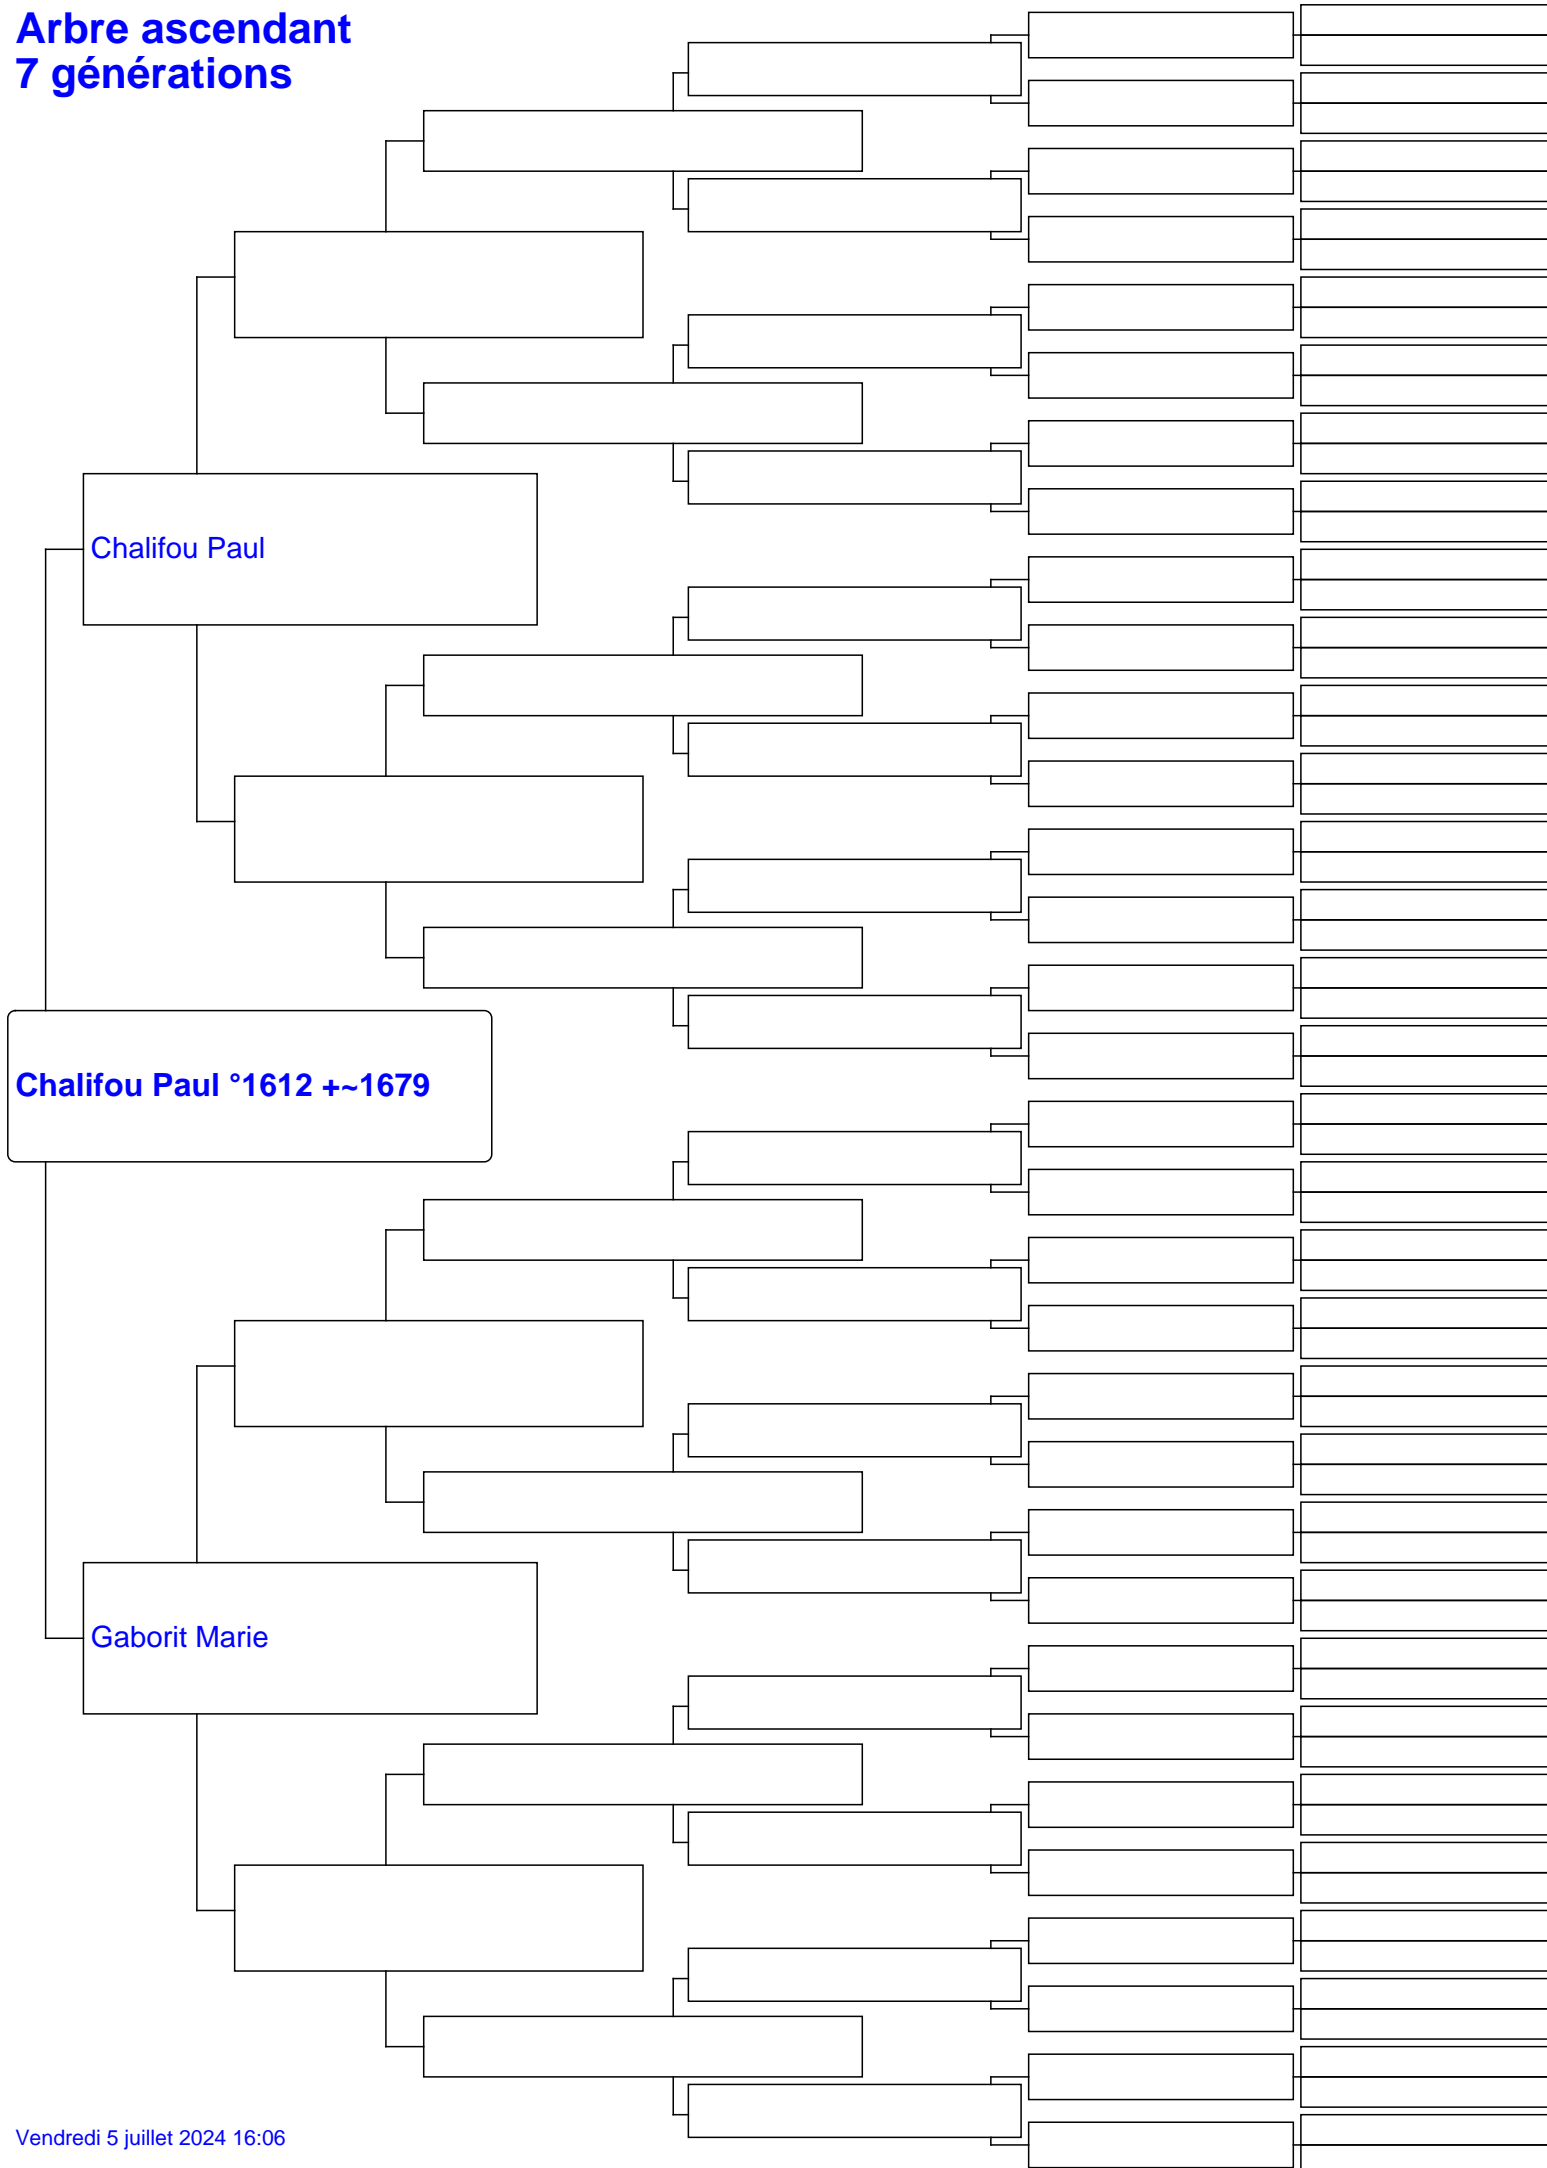 Arbre ascendant
7 générations
Chalifou Paul
Chalifou Paul °1612 +~1679
Gaborit Marie
Vendredi 5 juillet 2024 16:06